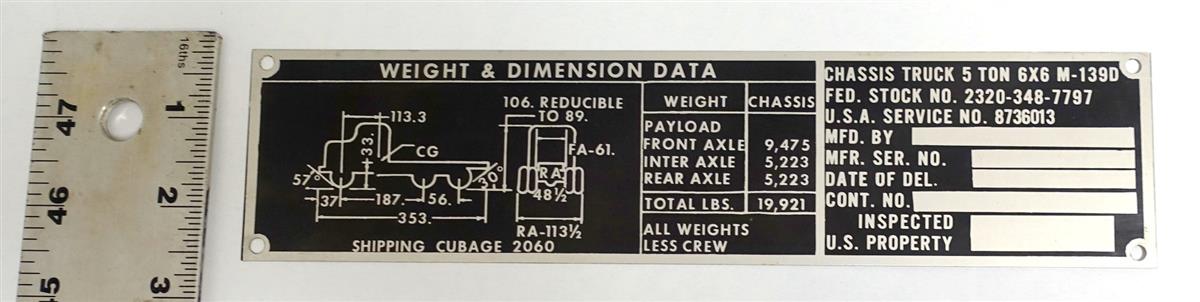 16ths
1
2
3
47
46
45
WEIGHT & DIMENSION DATA
113.3
106. REDUCIBLE
TO 89.
33.
CG
FA-61.
57°
30°
RA
48½
37
187.
56.
353.
RA-113½
SHIPPING CUBAGE 2060
WEIGHT CHASSIS
PAYLOAD
FRONT AXLE 9,475
INTER AXLE 5,223
REAR AXLE 5,223
TOTAL LBS. 19,921
ALL WEIGHTS
LESS CREW
CHASSIS TRUCK 5 TON 6X6 M-139D
FED. STOCK NO. 2320-348-7797
U.S.A. SERVICE NO. 8736013
MFD. BY
MFR. SER. NO.
DATE OF DEL.
CONT. NO.
INSPECTED
U.S. PROPERTY